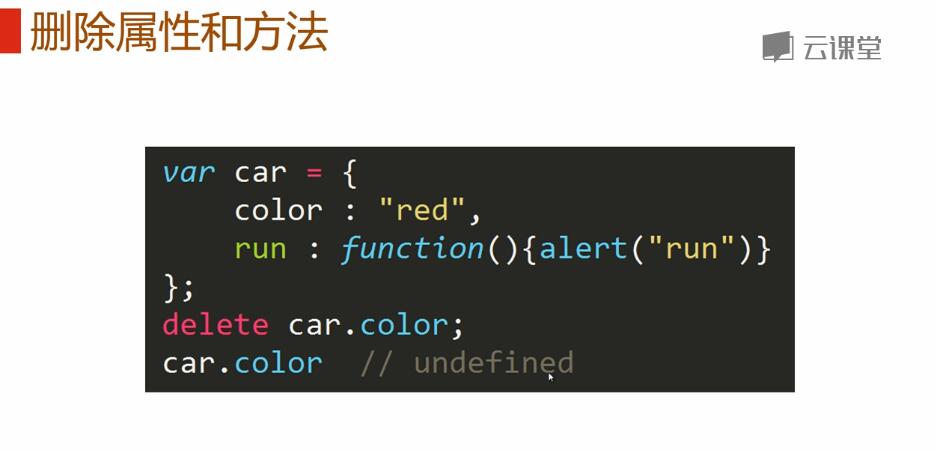 删除属性和方法
云课堂
var car = {
    color : "red",
    run : function(){alert("run")}
};
delete car.color;
car.color  // undefined